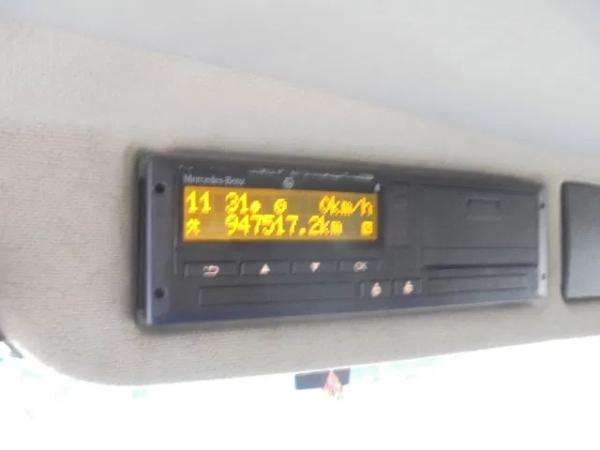 Mercedes-Benz
11 31 0km/h
947517.2km
OK